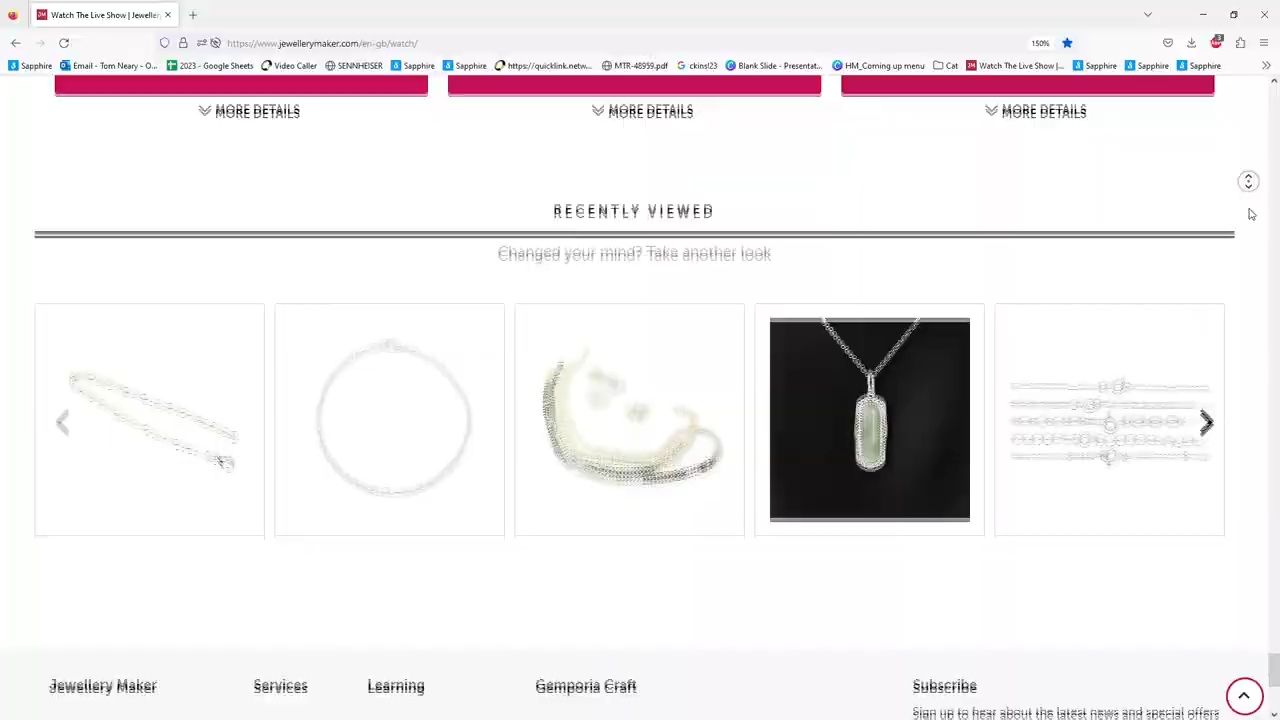 Watch The Live Show | Jeweller
https://www.jewellerymaker.com/en-gb/watch/
150%
3
Sapphire
Email - Tom Neary - O...
2023 - Google Sheets
Video Caller
SENNHEISER
Sapphire
Sapphire
https://quicklink.netw...
MTR-48959.pdf
ckins!23
Blank Slide - Presentat...
HM_Coming up menu
Cat
Watch The Live Show |...
Sapphire
Sapphire
Sapphire
MORE DETAILS
MORE DETAILS
MORE DETAILS
RECENTLY VIEWED
Changed your mind? Take another look
Jewellery Maker
Services
Learning
Gemporia Craft
Subscribe
Sign up to hear about the latest news and special offers